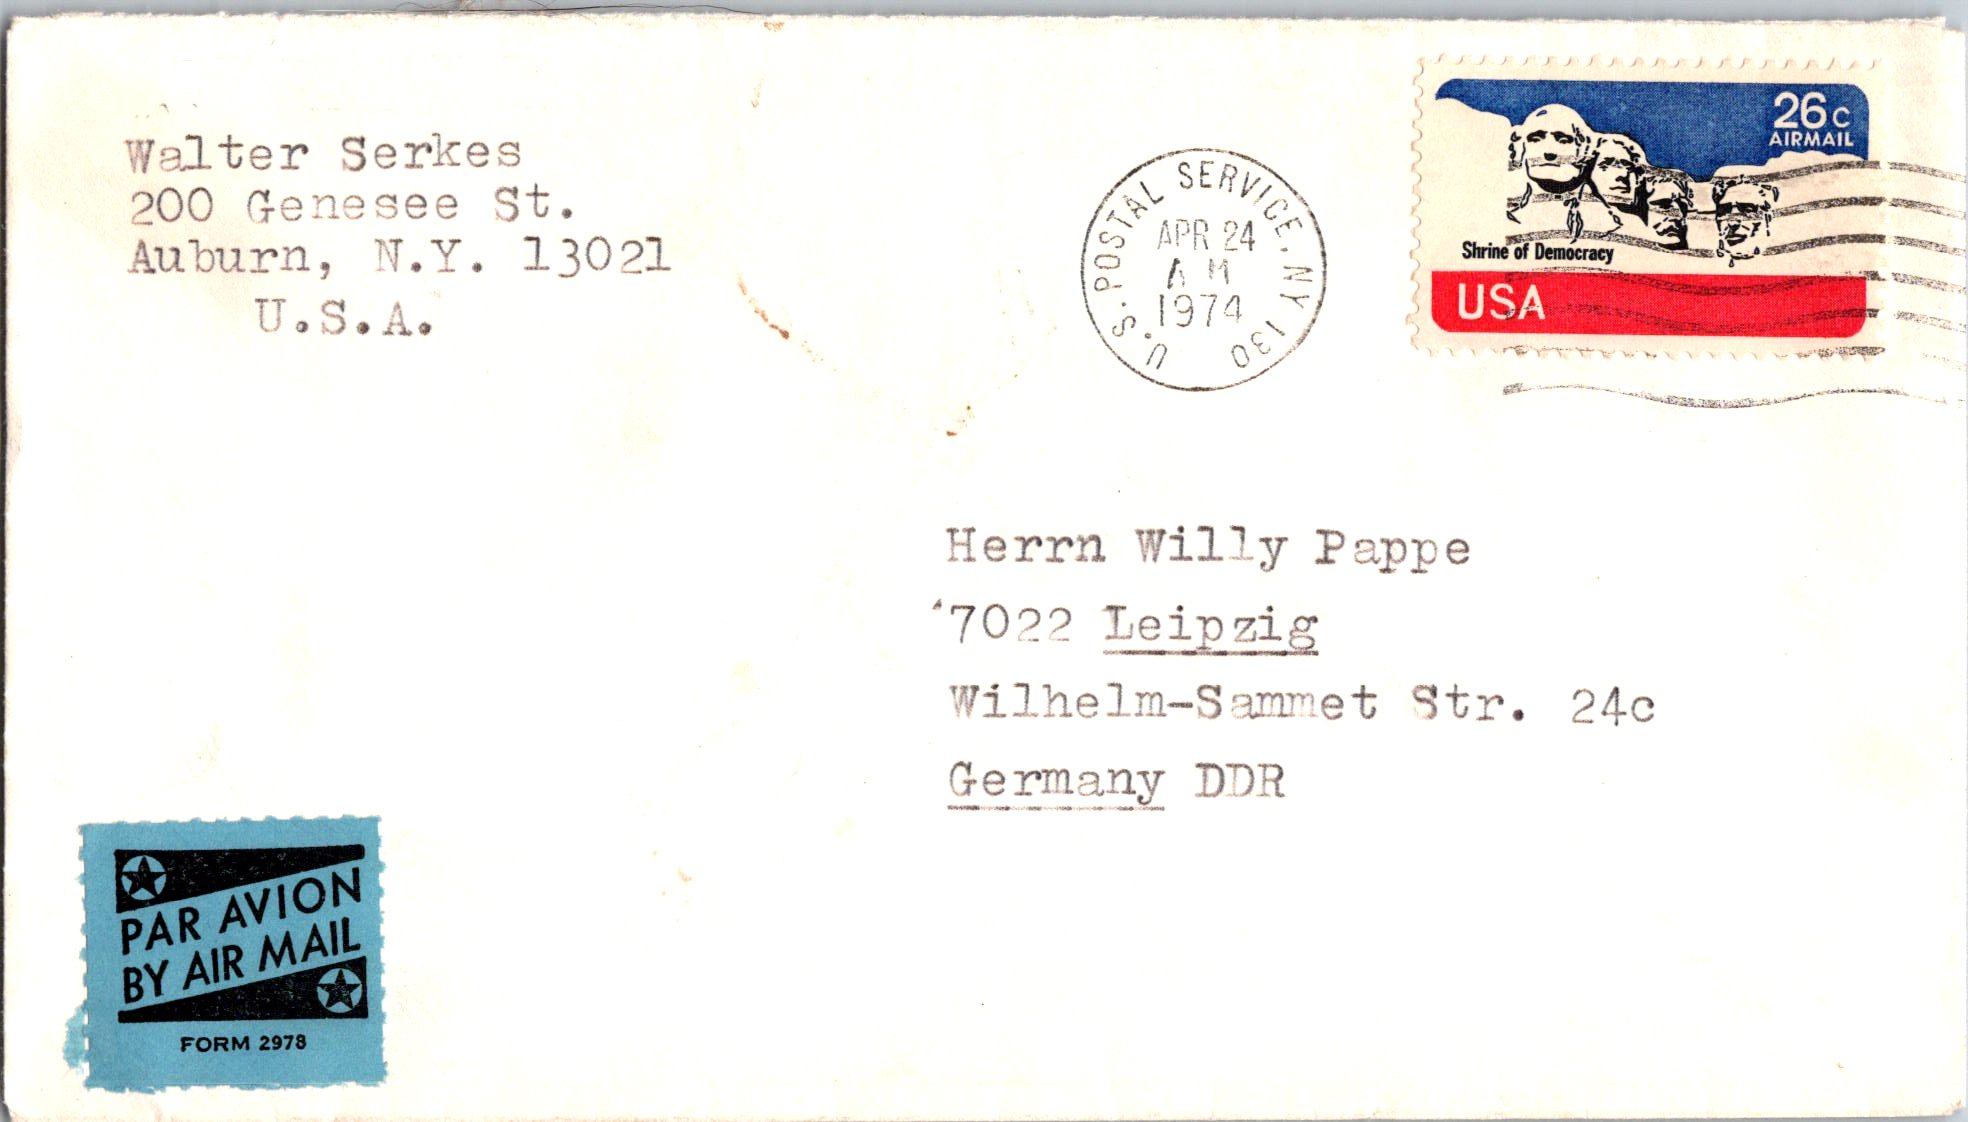 Walter Serkes
200 Genesee St.
Auburn, N.Y. 13021
U.S.A.
U.S. POSTAL SERVICE, NY 130
APR 24
AM
1974
26c
AIRMAIL
Shrine of Democracy
USA
Herrn Willy Pappe
7022 Leipzig
Wilhelm-Sammet Str. 24c
Germany DDR
PAR AVION
BY AIR MAIL
FORM 2978